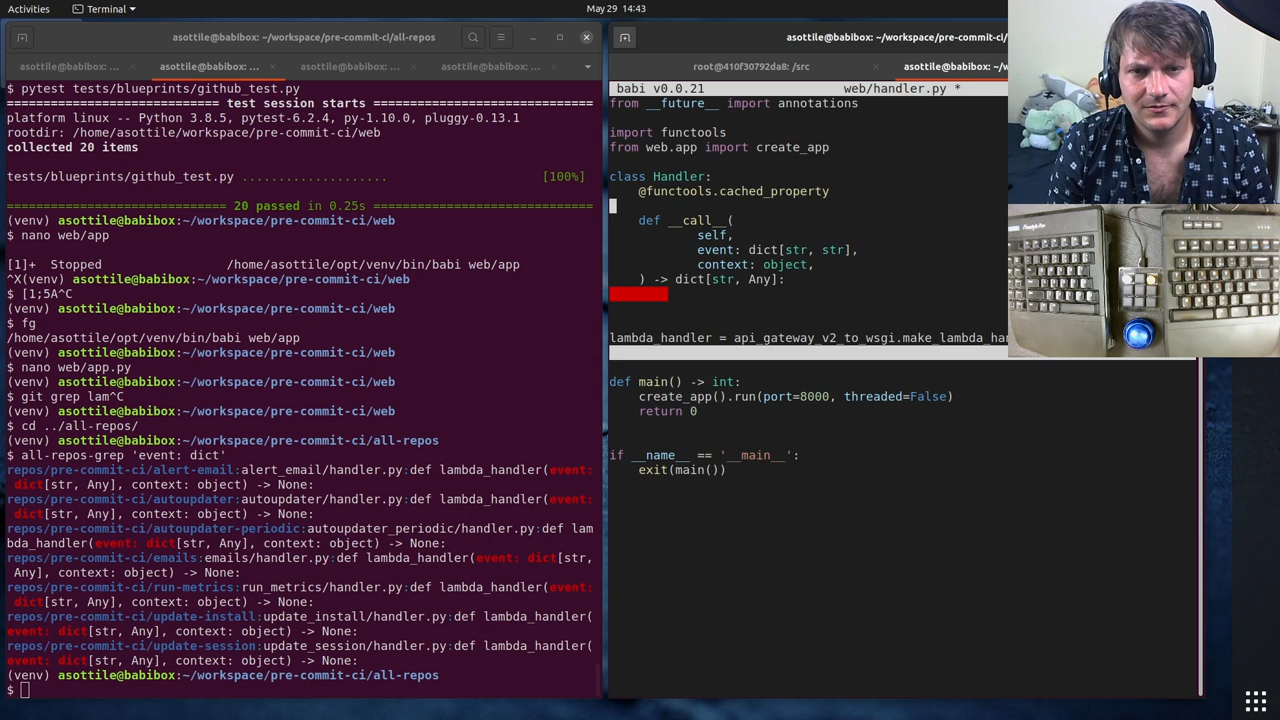 Activities
Terminal
May 29 14:43
asottile@babibox: ~/workspace/pre-commit-ci/all-repos
asottile@babibox: ~/workspace/pre-commit-ci/
asottile@babibox: ~/... × asottile@babibox: ... × asottile@babibox: ~/... × asottile@babibox: ~/... ×
root@410f30792da8: /src ×
asottile@babibox: ~/w
$ pytest tests/blueprints/github_test.py
============================ test session starts =============================
platform linux -- Python 3.8.5, pytest-6.2.4, py-1.10.0, pluggy-0.13.1
rootdir: /home/asottile/workspace/pre-commit-ci/web
collected 20 items
tests/blueprints/github_test.py .................... [100%]
============================= 20 passed in 0.25s =============================
(venv) asottile@babibox:~/workspace/pre-commit-ci/web
$ nano web/app
[1]+  Stopped                 /home/asottile/opt/venv/bin/babi web/app
^X(venv) asottile@babibox:~/workspace/pre-commit-ci/web
$ [1;5A^C
(venv) asottile@babibox:~/workspace/pre-commit-ci/web
$ fg
/home/asottile/opt/venv/bin/babi web/app
(venv) asottile@babibox:~/workspace/pre-commit-ci/web
$ nano web/app.py
(venv) asottile@babibox:~/workspace/pre-commit-ci/web
$ git grep lam^C
(venv) asottile@babibox:~/workspace/pre-commit-ci/web
$ cd ../all-repos/
(venv) asottile@babibox:~/workspace/pre-commit-ci/all-repos
$ all-repos-grep 'event: dict'
repos/pre-commit-ci/alert-email:alert_email/handler.py:def lambda_handler(event:
 dict[str, Any], context: object) -> None:
repos/pre-commit-ci/autoupdater:autoupdater/handler.py:def lambda_handler(event:
 dict[str, Any], context: object) -> None:
repos/pre-commit-ci/autoupdater-periodic:autoupdater_periodic/handler.py:def lam
bda_handler(event: dict[str, Any], context: object) -> None:
repos/pre-commit-ci/emails:emails/handler.py:def lambda_handler(event: dict[str,
 Any], context: object) -> None:
repos/pre-commit-ci/run-metrics:run_metrics/handler.py:def lambda_handler(event:
 dict[str, Any], context: object) -> None:
repos/pre-commit-ci/update-install:update_install/handler.py:def lambda_handler(
event: dict[str, Any], context: object) -> None:
repos/pre-commit-ci/update-session:update_session/handler.py:def lambda_handler(
event: dict[str, Any], context: object) -> None:
(venv) asottile@babibox:~/workspace/pre-commit-ci/all-repos
$
babi v0.0.21 web/handler.py *
from __future__ import annotations
import functools
from web.app import create_app
class Handler:
    @functools.cached_property
    def __call__(
            self,
            event: dict[str, str],
            context: object,
    ) -> dict[str, Any]:
lambda_handler = api_gateway_v2_to_wsgi.make_lambda_ha
def main() -> int:
    create_app().run(port=8000, threaded=False)
    return 0
if __name__ == '__main__':
    exit(main())